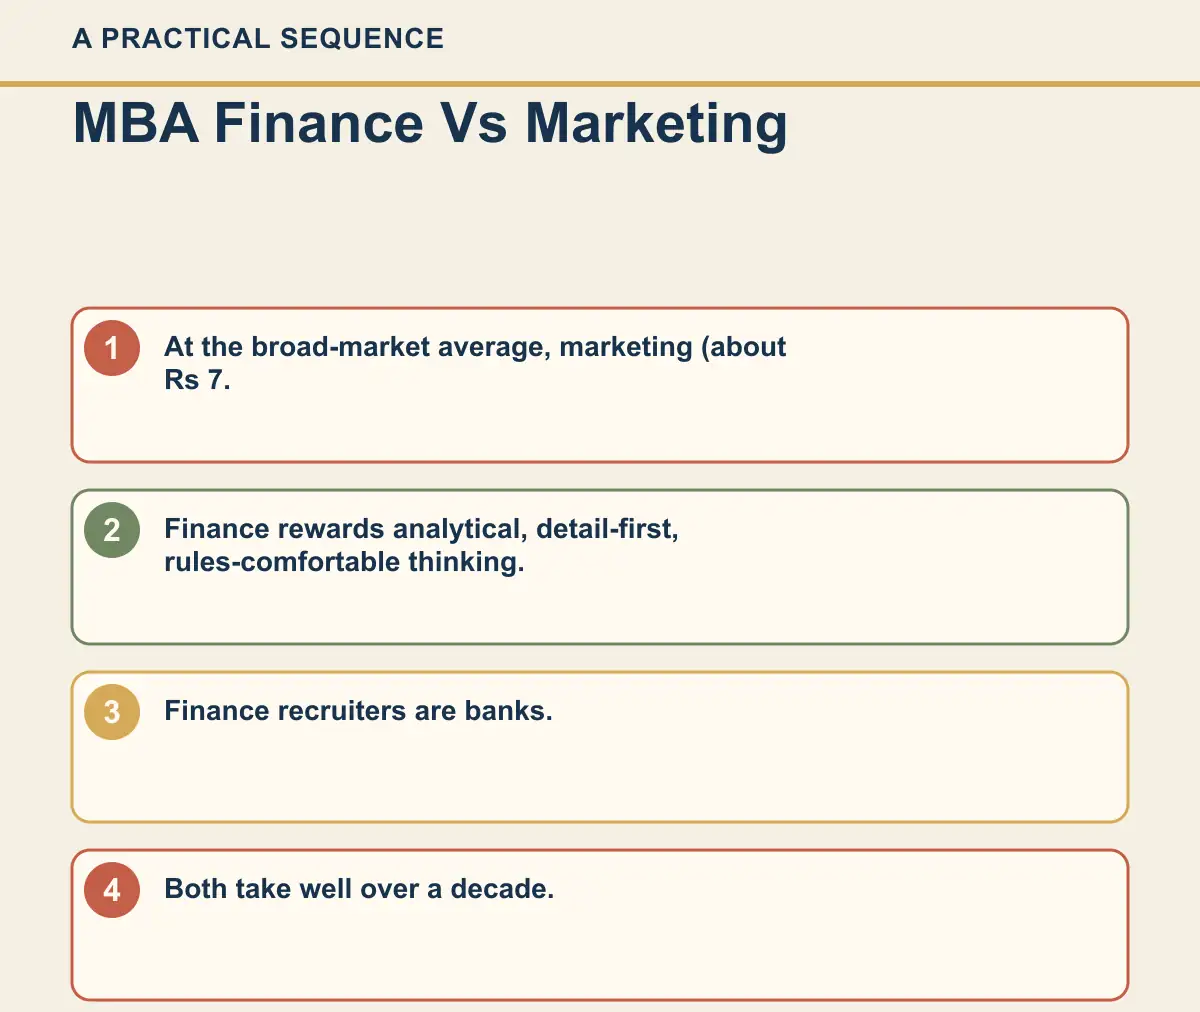 A PRACTICAL SEQUENCE
MBA Finance Vs Marketing
1
At the broad-market average, marketing (about
Rs 7.
2
Finance rewards analytical, detail-first,
rules-comfortable thinking.
3
Finance recruiters are banks.
4
Both take well over a decade.